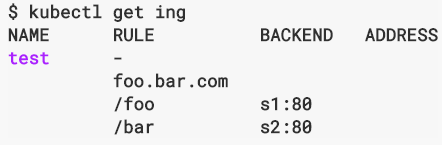 $ kubectl get ing
NAME RULE BACKEND ADDRESS
test -
foo.bar.com
/foo s1:80
/bar s2:80